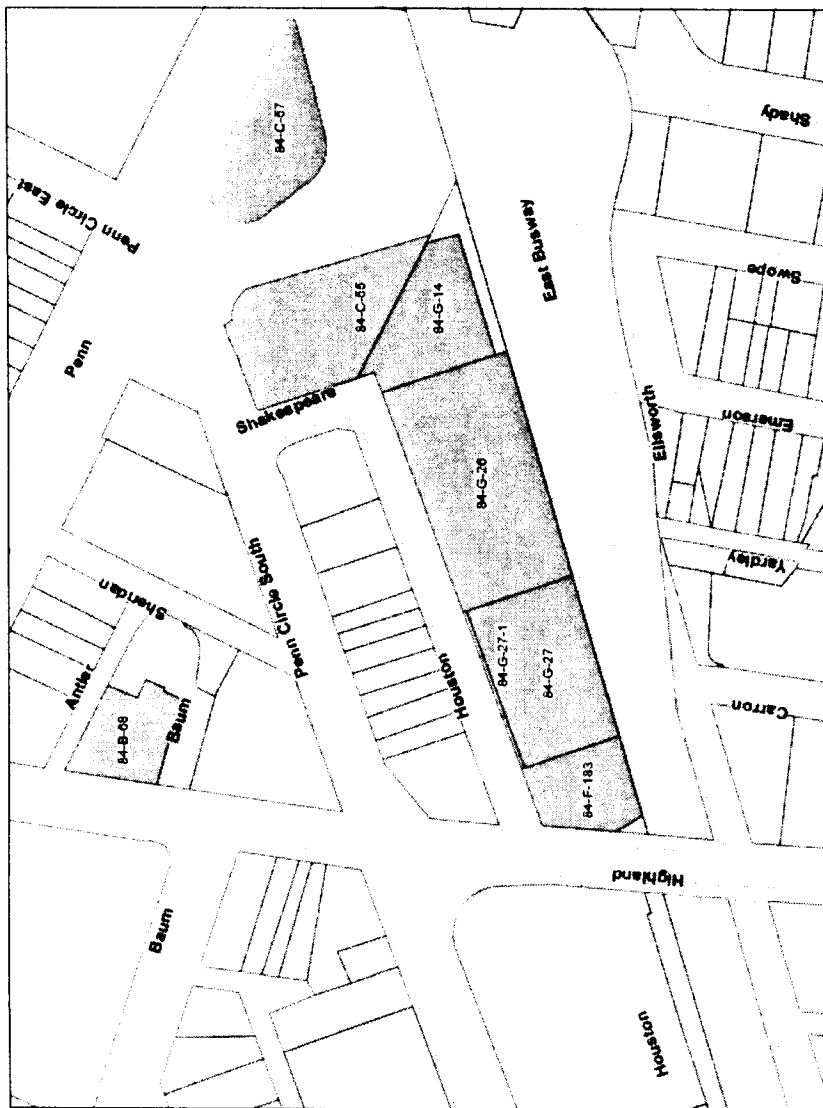 Penn Circle East
84-C-57
Shady
Penn
84-C-55
84-G-14
East Busway
Swope
Shakespeare
84-G-26
Ellsworth
Emerson
Sheridan
Penn Circle South
Yardley
Antler
84-B-68
Baum
Houston
84-G-27-1
84-G-27
Carron
84-F-183
Baum
Highland
Houston